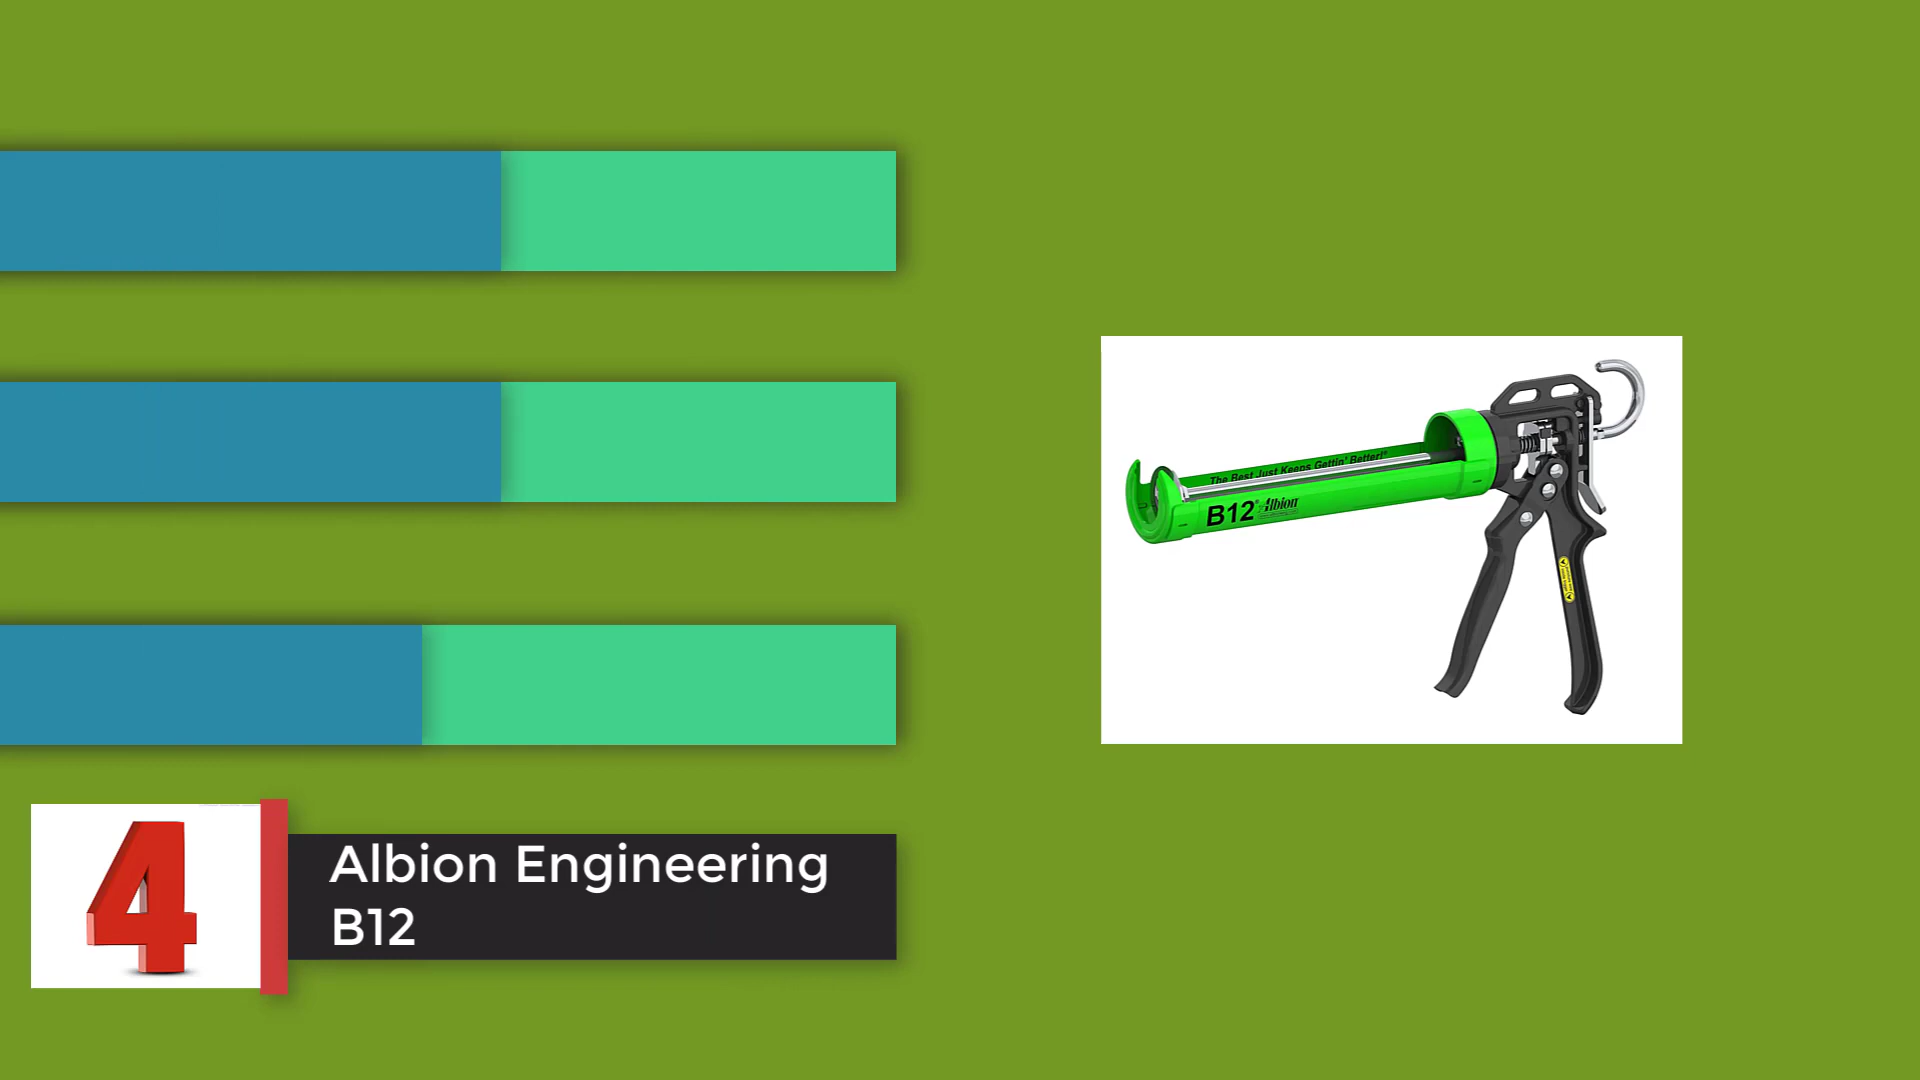 The Best Just Keeps Gettin' Better!®
B12® Albion
4
Albion Engineering
B12